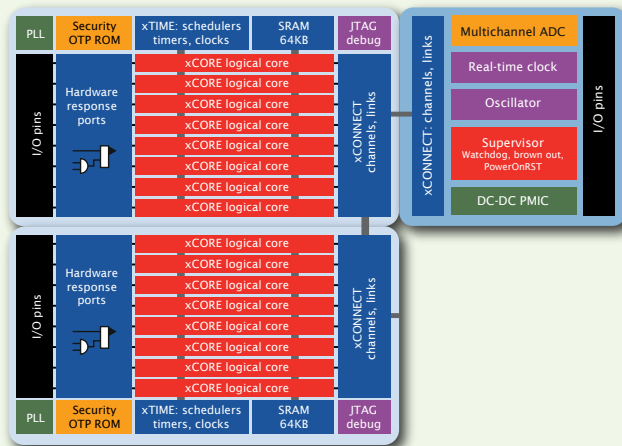 PLL
Security
OTP ROM
xTIME: schedulers
timers, clocks
SRAM
64KB
JTAG
debug
I/O pins
Hardware
response
ports
xCORE logical core
xCORE logical core
xCORE logical core
xCORE logical core
xCORE logical core
xCORE logical core
xCORE logical core
xCORE logical core
xCONNECT
channels, links
xCONNECT: channels, links
Multichannel ADC
Real-time clock
Oscillator
Supervisor
Watchdog, brown out,
PowerOnRST
DC-DC PMIC
I/O pins
I/O pins
Hardware
response
ports
xCORE logical core
xCORE logical core
xCORE logical core
xCORE logical core
xCORE logical core
xCORE logical core
xCORE logical core
xCORE logical core
xCONNECT
channels, links
PLL
Security
OTP ROM
xTIME: schedulers
timers, clocks
SRAM
64KB
JTAG
debug